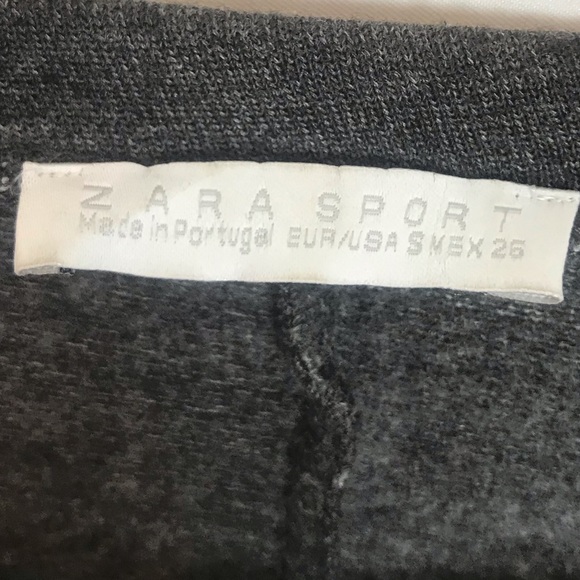 ZARA SPORT
Made in Portugal EUR/USA S MEX 26